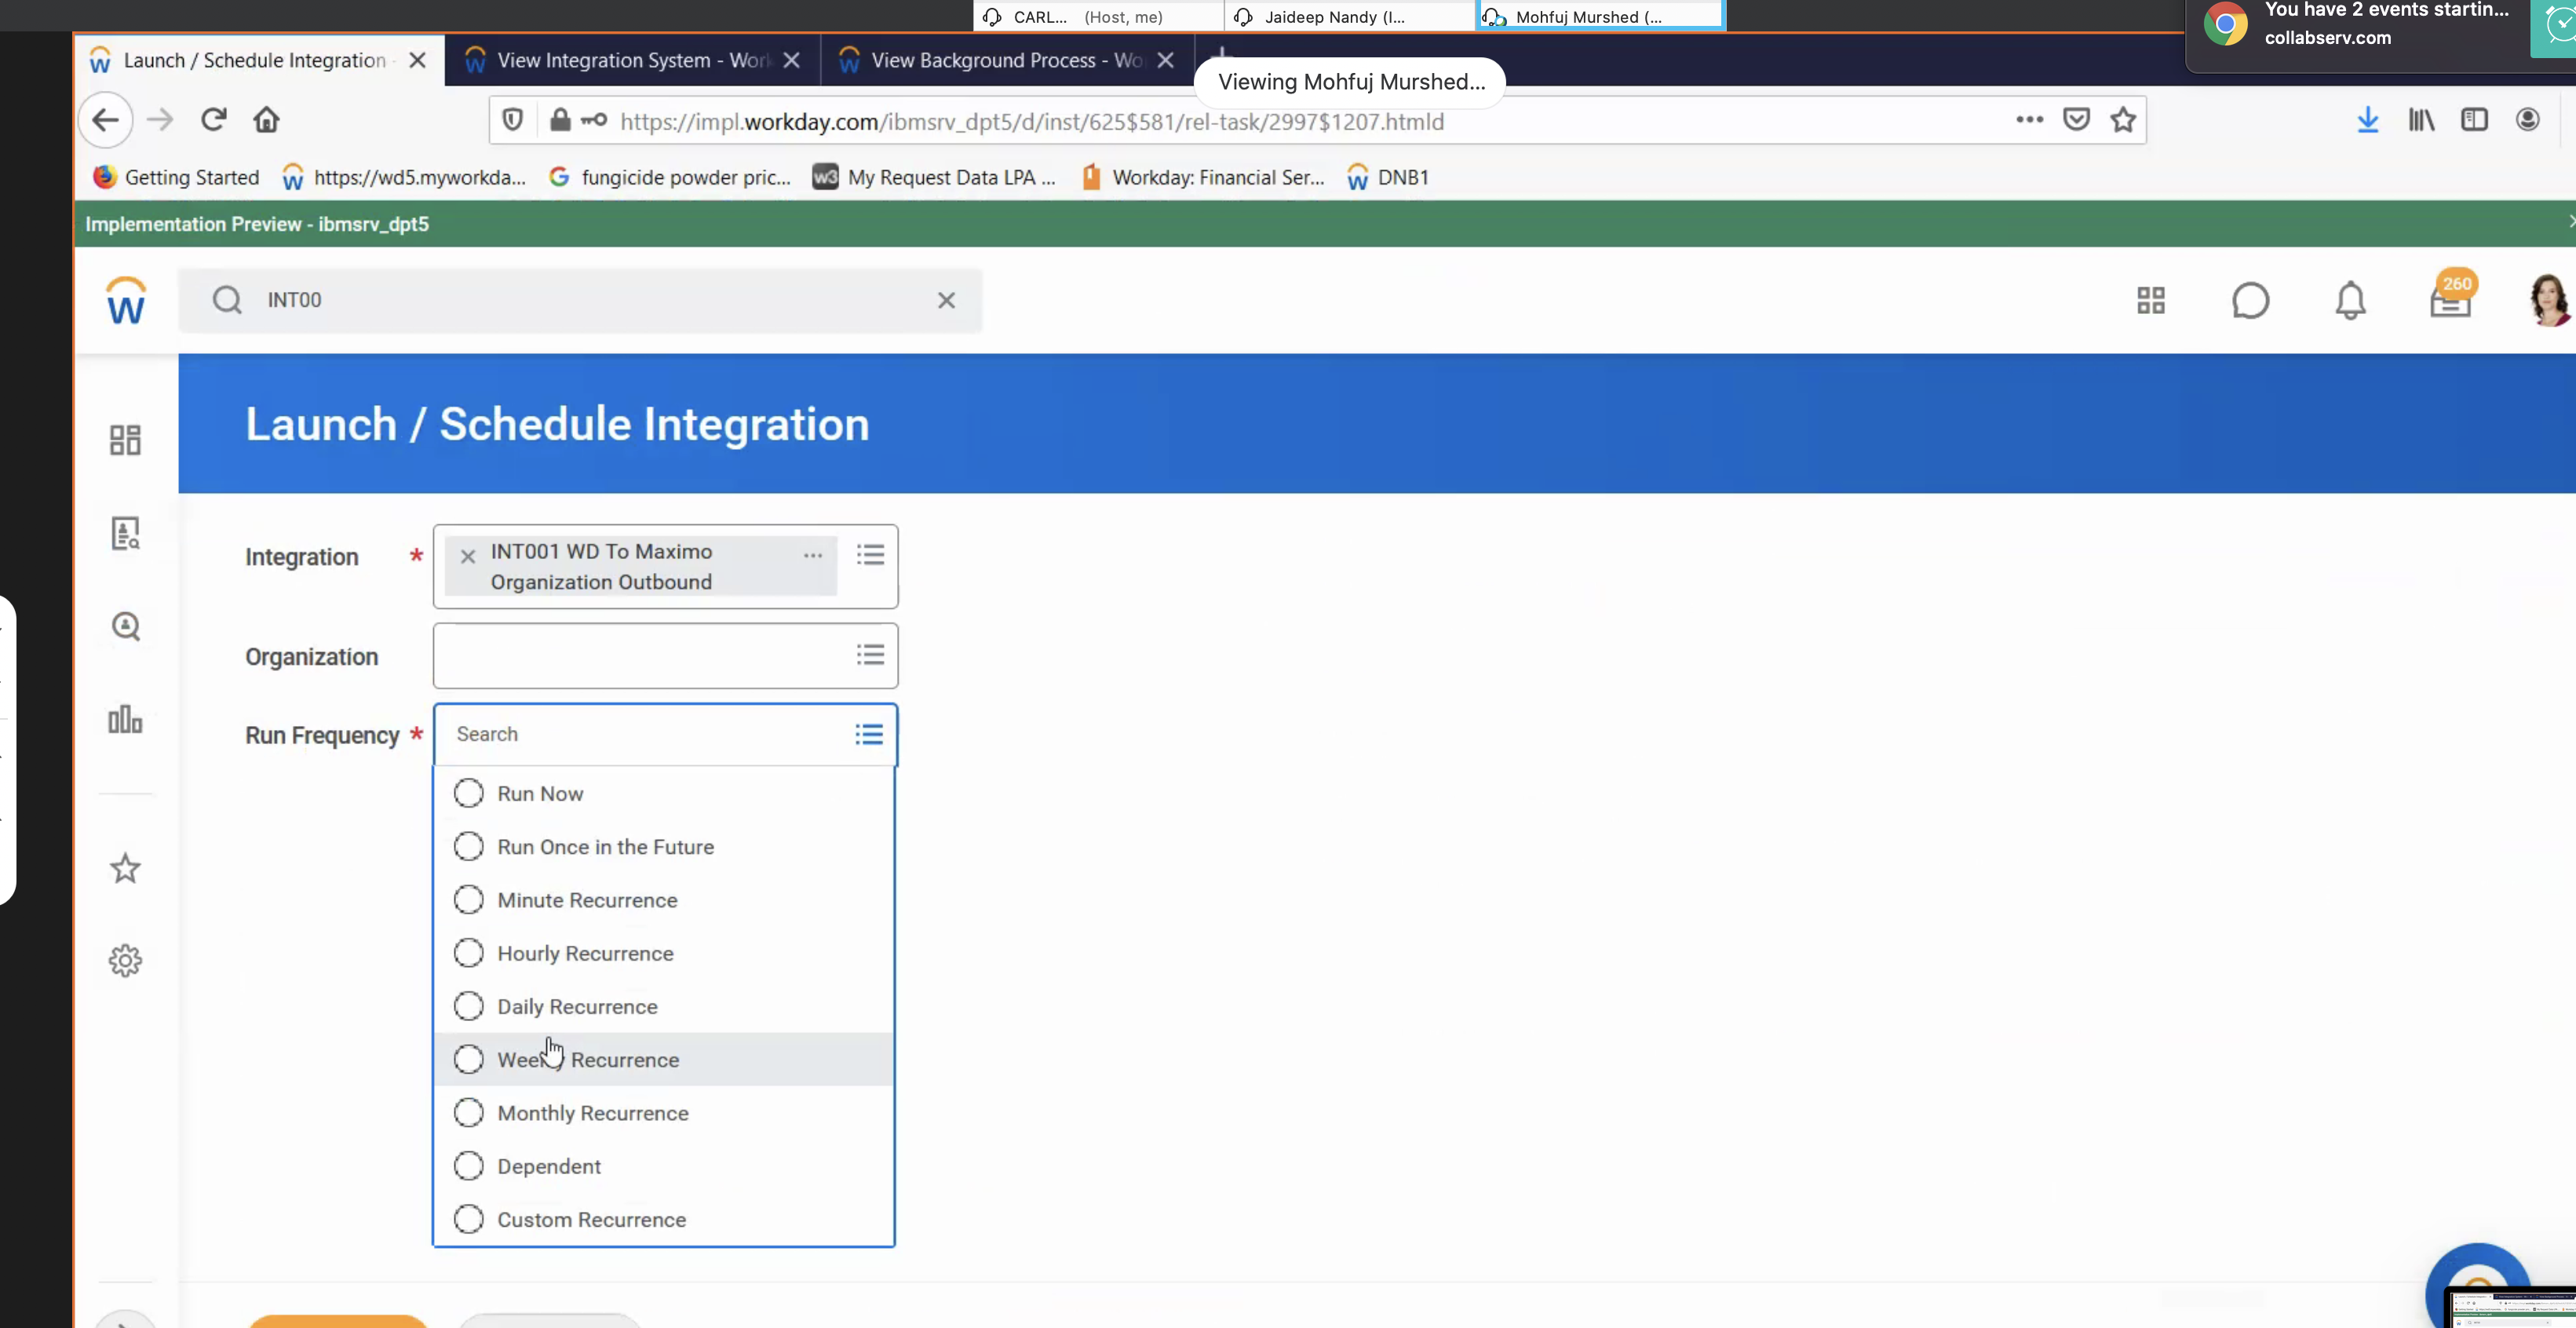 CARL... (Host, me)
Jaideep Nandy (I...
Mohfuj Murshed (...
You have 2 events startin...
collabserv.com
Launch / Schedule Integration -
View Integration System - Work
View Background Process - Wo
Viewing Mohfuj Murshed...
https://impl.workday.com/ibmsrv_dpt5/d/inst/625$581/rel-task/2997$1207.htmld
Getting Started
https://wd5.myworkda...
fungicide powder pric...
w3
My Request Data LPA ...
Workday: Financial Ser...
DNB1
Implementation Preview - ibmsrv_dpt5
INT00
260
Launch / Schedule Integration
Integration *
INT001 WD To Maximo
Organization Outbound
Organization
Run Frequency *
Search
Run Now
Run Once in the Future
Minute Recurrence
Hourly Recurrence
Daily Recurrence
Weekly Recurrence
Monthly Recurrence
Dependent
Custom Recurrence